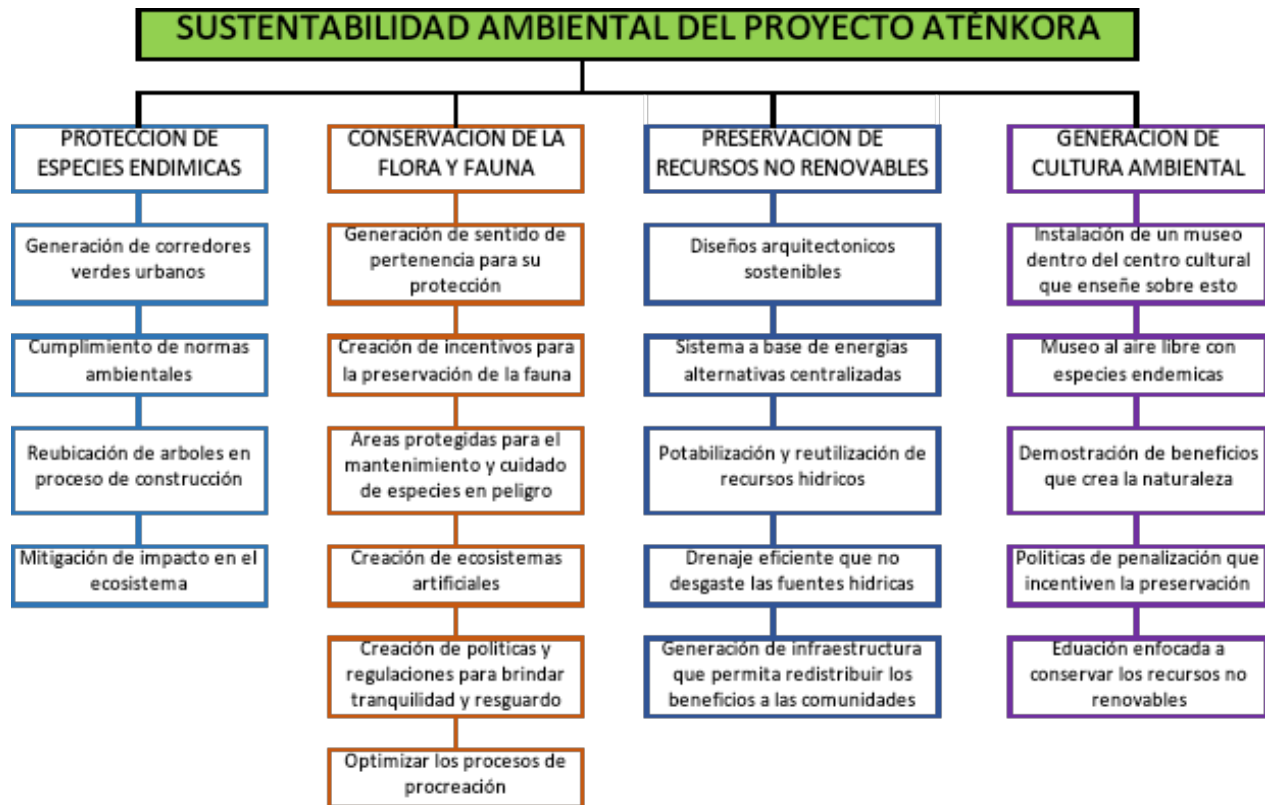 SUSTENTABILIDAD AMBIENTAL DEL PROYECTO ATÉNKORA
PROTECCION DE
ESPECIES ENDIMICAS
Generación de corredores
verdes urbanos
Cumplimiento de normas
ambientales
Reubicación de arboles en
proceso de construcción
Mitigación de impacto en el
ecosistema
CONSERVACION DE LA
FLORA Y FAUNA
Generación de sentido de
pertenencia para su
protección
Creación de incentivos para
la preservación de la fauna
Areas protegidas para el
mantenimiento y cuidado
de especies en peligro
Creación de ecosistemas
artificiales
Creación de politicas y
regulaciones para brindar
tranquilidad y resguardo
Optimizar los procesos de
procreación
PRESERVACION DE
RECURSOS NO RENOVABLES
Diseños arquitectonicos
sostenibles
Sistema a base de energías
alternativas centralizadas
Potabilización y reutilización de
recursos hidricos
Drenaje eficiente que no
desgaste las fuentes hídricas
Generación de infraestructura
que permita redistribuir los
beneficios a las comunidades
GENERACION DE
CULTURA AMBIENTAL
Instalación de un museo
dentro del centro cultural
que enseñe sobre esto
Museo al aire libre con
especies endemicas
Demostración de beneficios
que crea la naturaleza
Politicas de penalización que
incentiven la preservación
Eduación enfocada a
conservar los recursos no
renovables